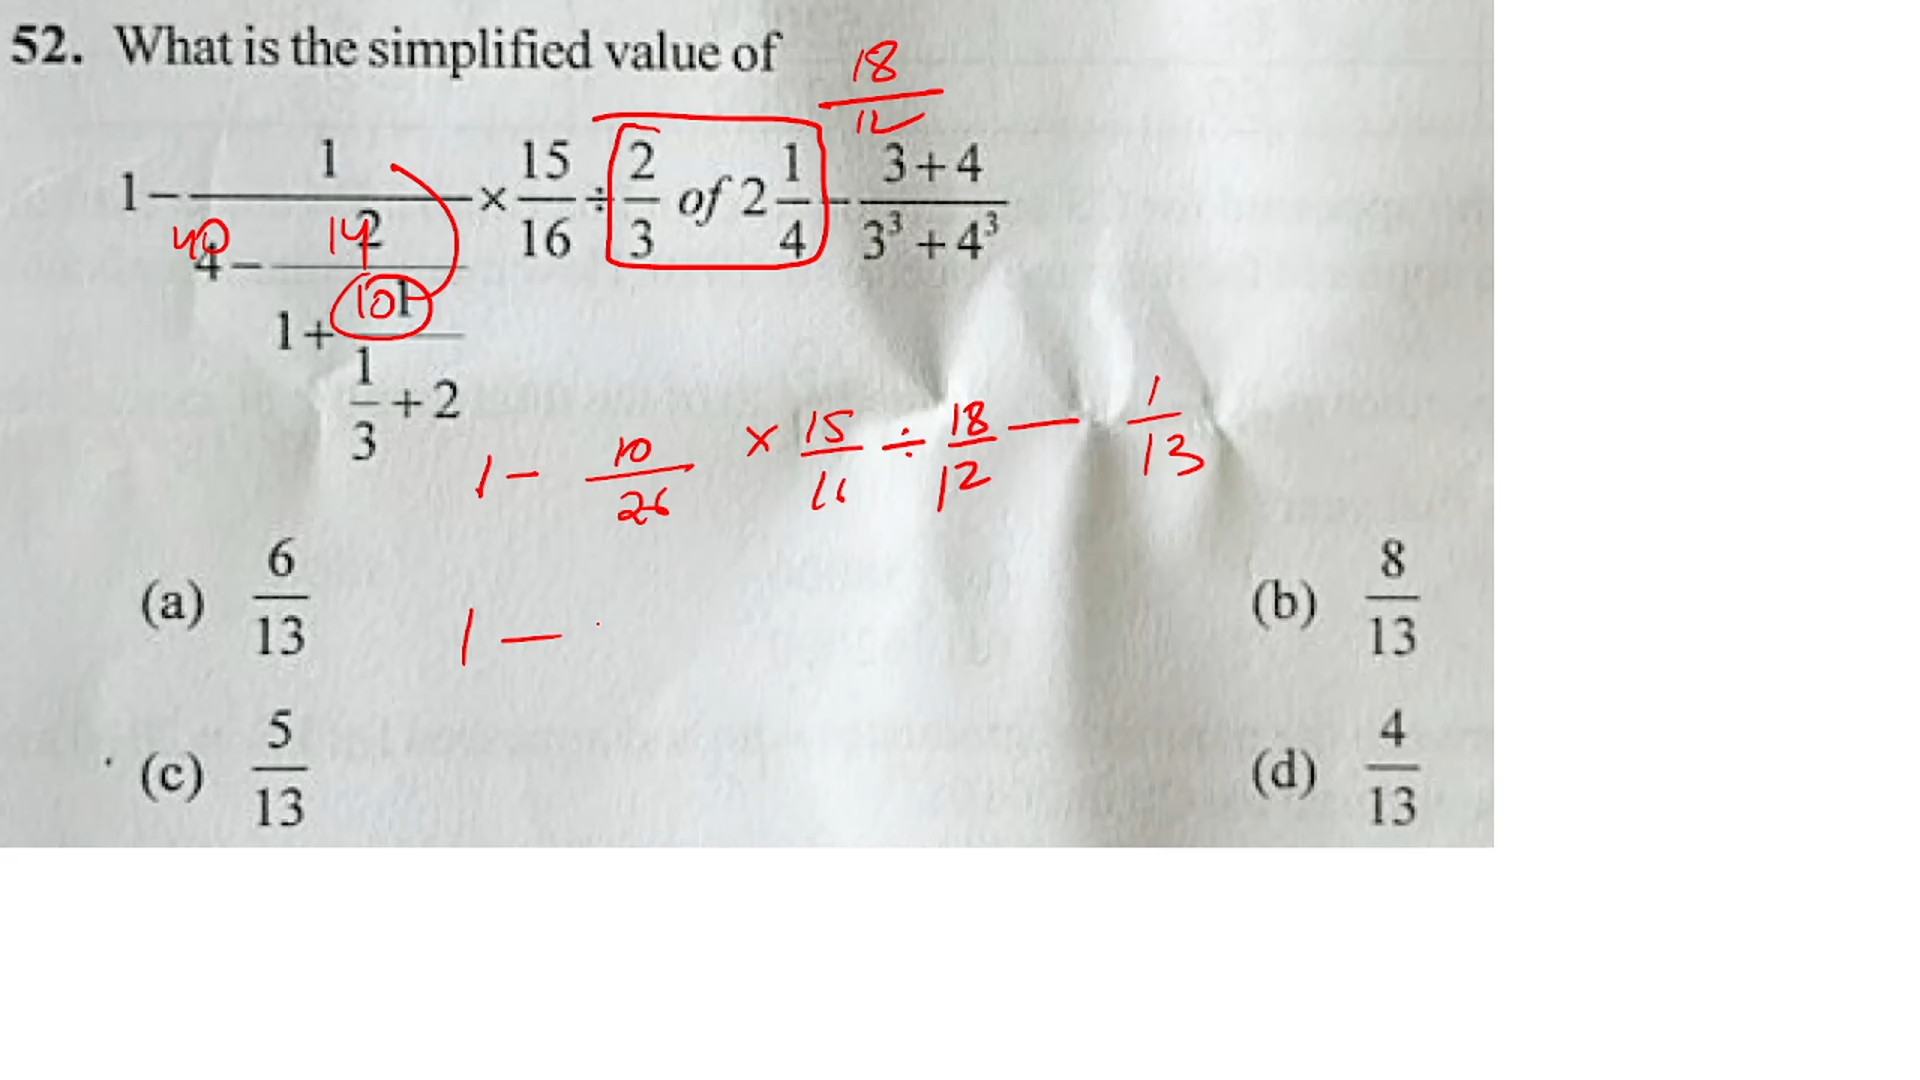 52. What is the simplified value of
18/12
1 - 1/(4 - 2/(1 + 1/(1/3 + 2))) × 15/16 ÷ 2/3 of 2 1/4 - (3+4)/(3³ + 4³)
40 14
10
1 - 10/26 × 15/16 ÷ 18/12 — 1/13
(a) 6/13 (b) 8/13
1 —
(c) 5/13 (d) 4/13